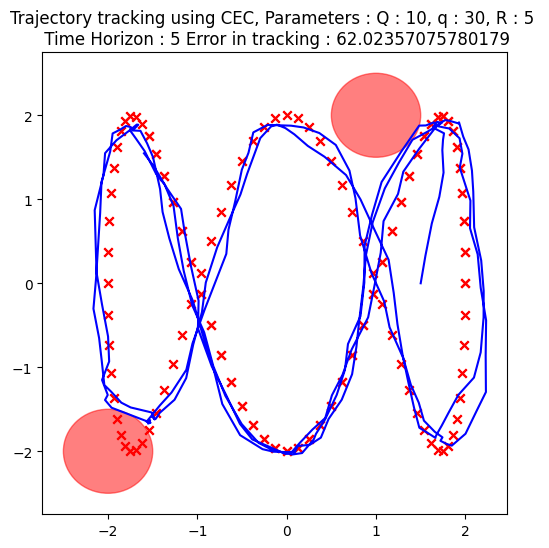 Trajectory tracking using CEC, Parameters : Q : 10, q : 30, R : 5
Time Horizon : 5 Error in tracking : 62.02357075780179
2
1
0
−1
−2
−2 −1 0 1 2